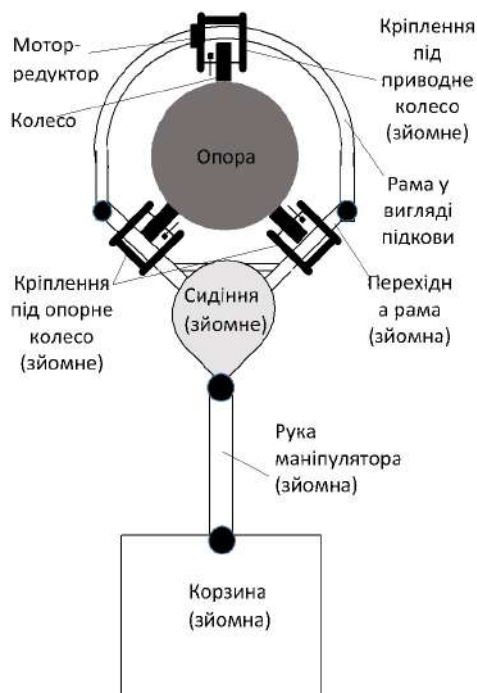 Мотор-
редуктор
Колесо
Кріплення
під
приводне
колесо
(зйомне)
Опора
Рама у
вигляді
підкови
Кріплення
під опорне
колесо
(зйомне)
Сидіння
(зйомне)
Перехідн
а рама
(зйомна)
Рука
маніпулятора
(зйомна)
Корзина
(зйомна)